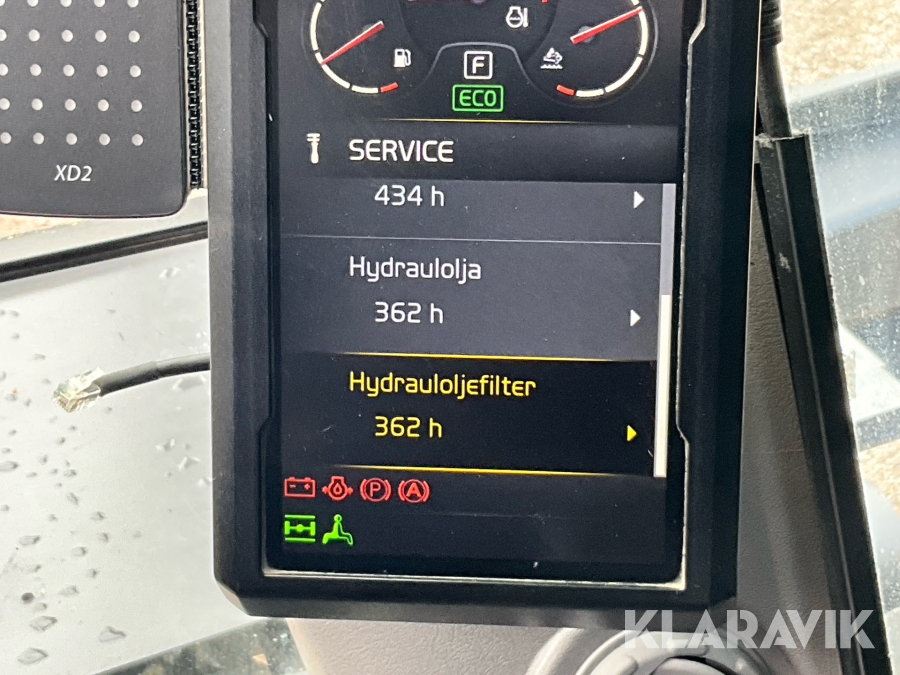 F
ECO
SERVICE
XD2
434 h
Hydraulolja
362 h
Hydrauloljefilter
362 h
P
A
KLARAVIK